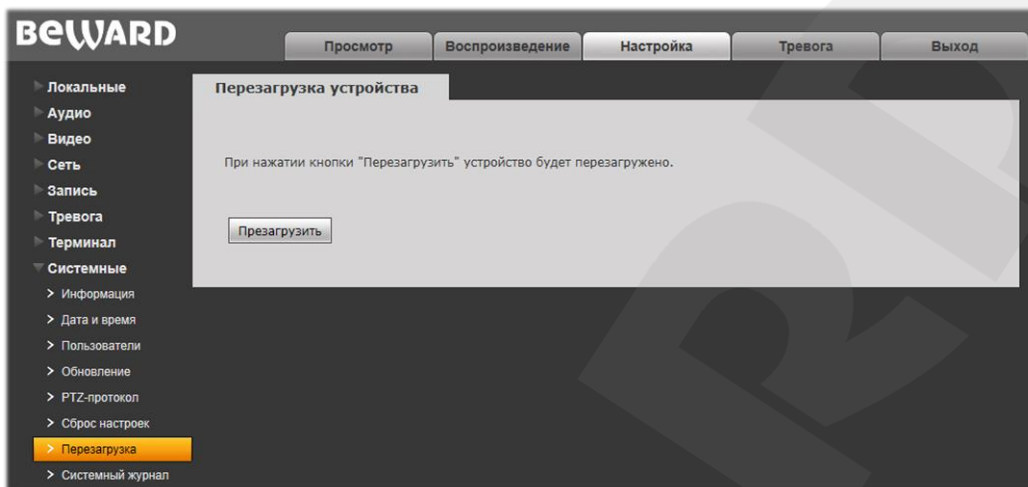 BEWARD
Просмотр
Воспроизведение
Настройка
Тревога
Выход
Локальные
Аудио
Видео
Сеть
Запись
Тревога
Терминал
Системные
Информация
Дата и время
Пользователи
Обновление
PTZ-протокол
Сброс настроек
Перезагрузка
Системный журнал
Перезагрузка устройства
При нажатии кнопки "Перезагрузить" устройство будет перезагружено.
Презагрузить